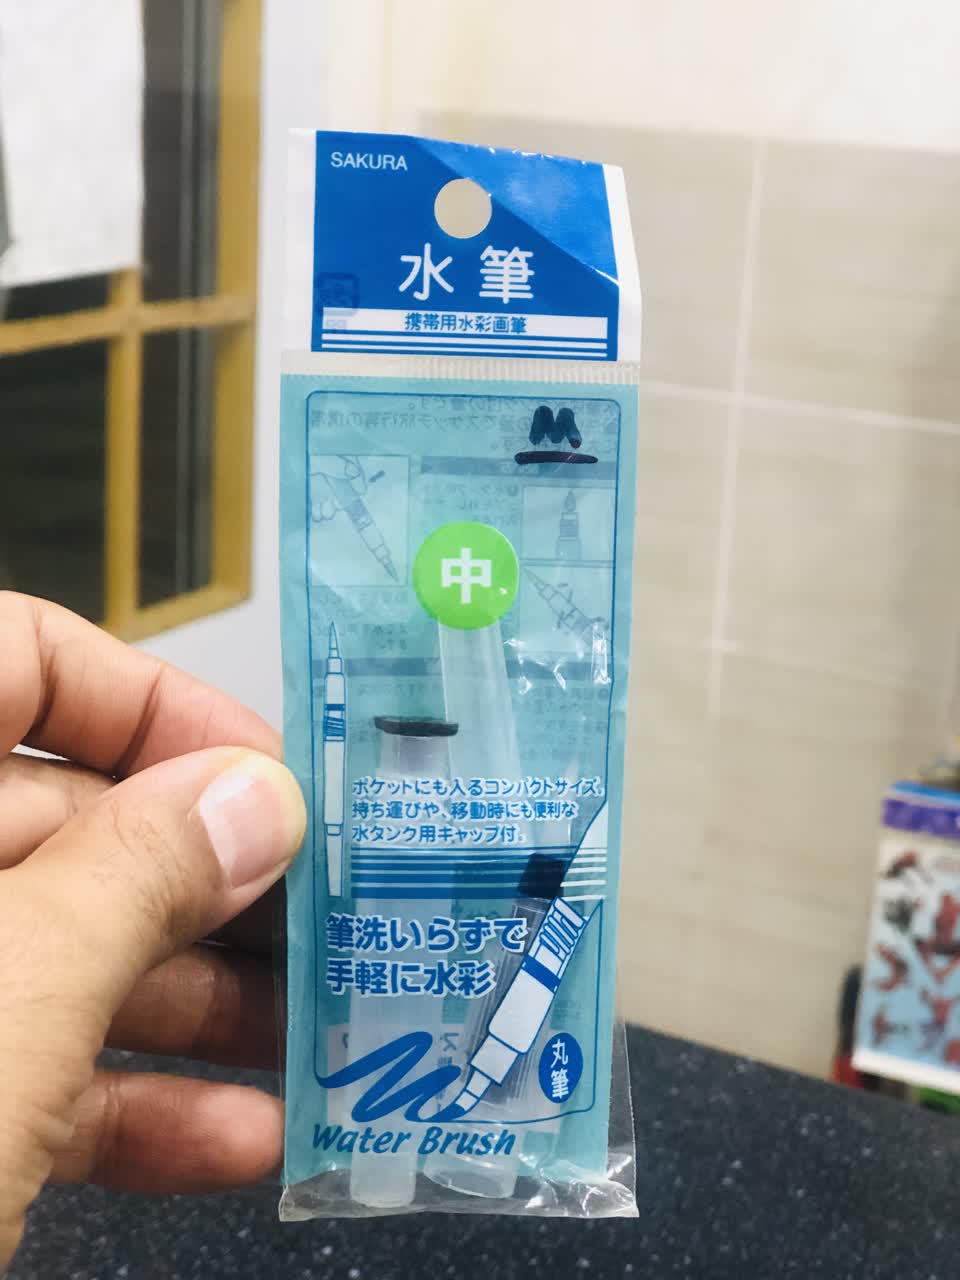 SAKURA
水筆
携帯用水彩画筆
M
中
ポケットにも入るコンパクトサイズ。
持ち運びや、移動時にも便利な
水タンク用キャップ付。
筆洗いらずで
手軽に水彩
丸筆
Water Brush